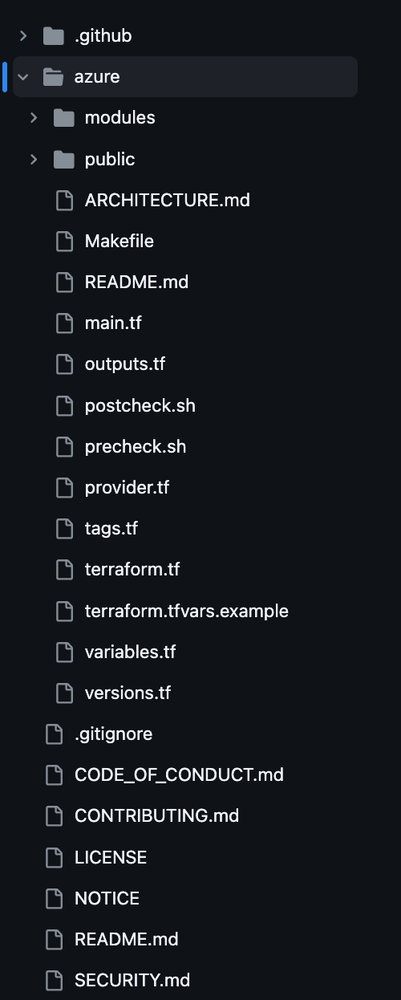 .github
azure
modules
public
ARCHITECTURE.md
Makefile
README.md
main.tf
outputs.tf
postcheck.sh
precheck.sh
provider.tf
tags.tf
terraform.tf
terraform.tfvars.example
variables.tf
versions.tf
.gitignore
CODE_OF_CONDUCT.md
CONTRIBUTING.md
LICENSE
NOTICE
README.md
SECURITY.md